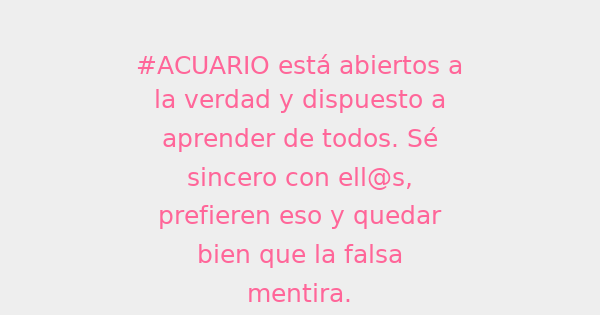 #ACUARIO está abiertos a
la verdad y dispuesto a
aprender de todos. Sé
sincero con ell@s,
prefieren eso y quedar
bien que la falsa
mentira.